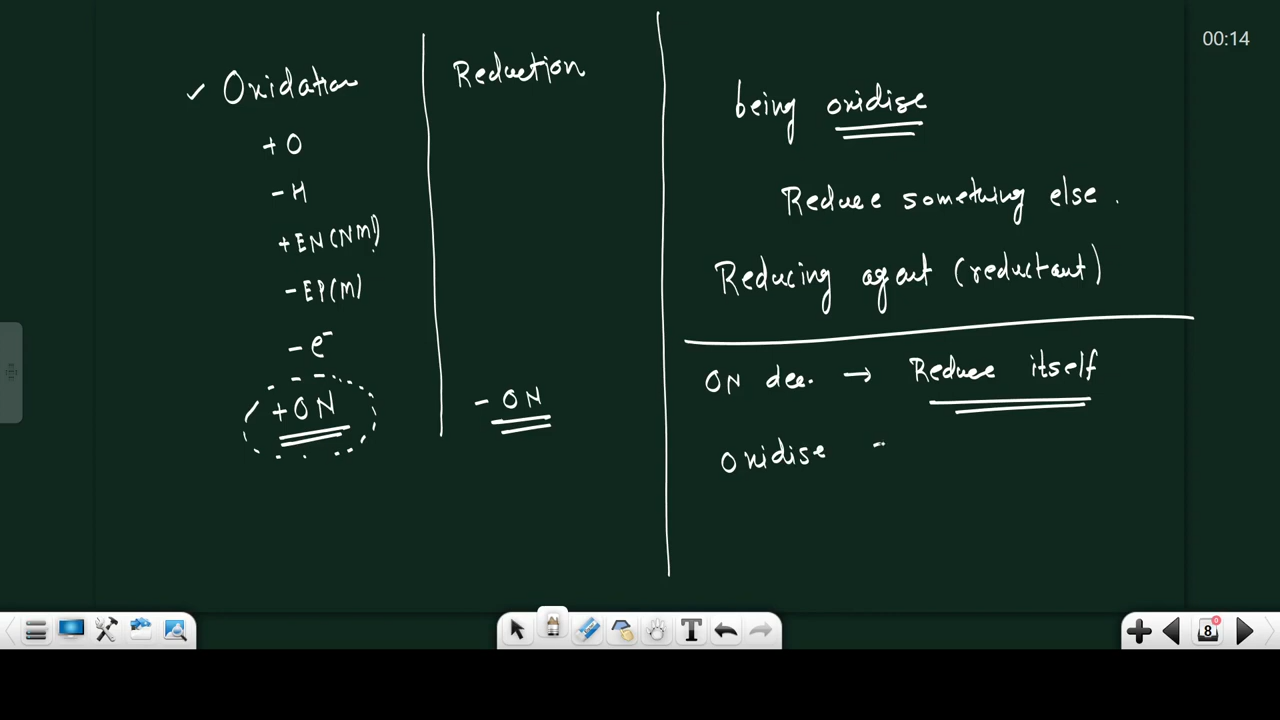 00:14
✓ Oxidation
+ O
- H
+ EN (NM)
- EP (M)
- e⁻
+ ON
Reduction
- ON
being oxidise
Reduce something else.
Reducing agent (reductant)
ON dec. → Reduce itself
oxidise
T
8